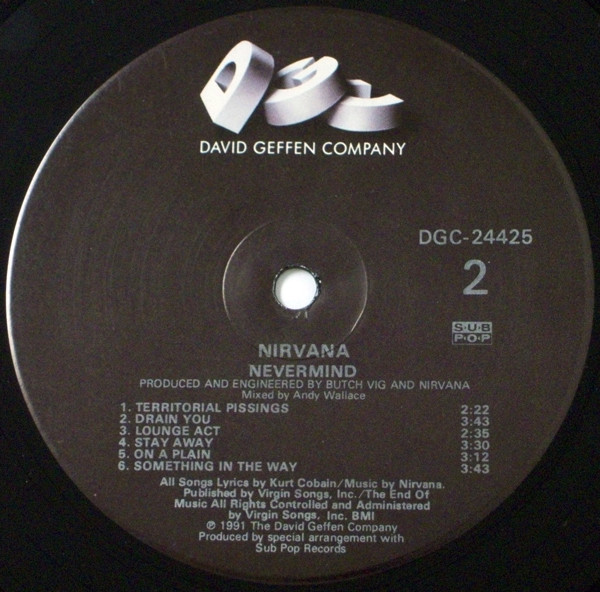 DGC
DAVID GEFFEN COMPANY
DGC-24425
2
SUB
POP
NIRVANA
NEVERMIND
PRODUCED AND ENGINEERED BY BUTCH VIG AND NIRVANA
Mixed by Andy Wallace
1. TERRITORIAL PISSINGS 2:22
2. DRAIN YOU 3:43
3. LOUNGE ACT 2:35
4. STAY AWAY 3:30
5. ON A PLAIN 3:12
6. SOMETHING IN THE WAY 3:43
All Songs Lyrics by Kurt Cobain/Music by Nirvana.
Published by Virgin Songs, Inc./The End Of
Music All Rights Controlled and Administered
by Virgin Songs, Inc. BMI
℗ 1991 The David Geffen Company
Produced by special arrangement with
Sub Pop Records